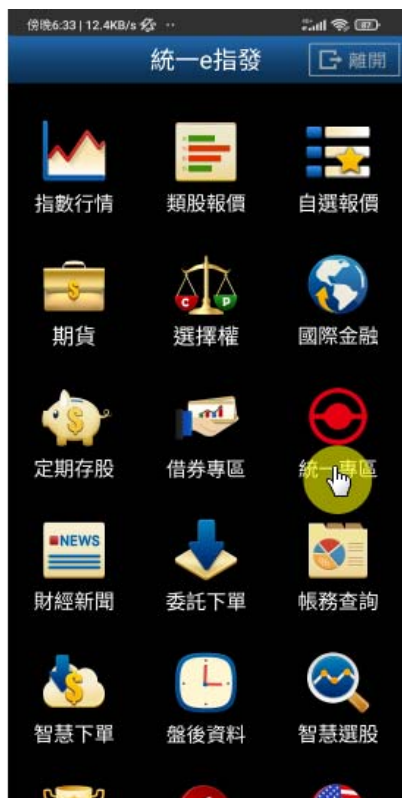 傍晚6:33 | 12.4KB/s
87
統一e指發
離開
指數行情
類股報價
自選報價
$
C P
期貨
選擇權
國際金融
$
定期存股
借券專區
統一專區
NEWS
財經新聞
委託下單
帳務查詢
$
智慧下單
盤後資料
智慧選股